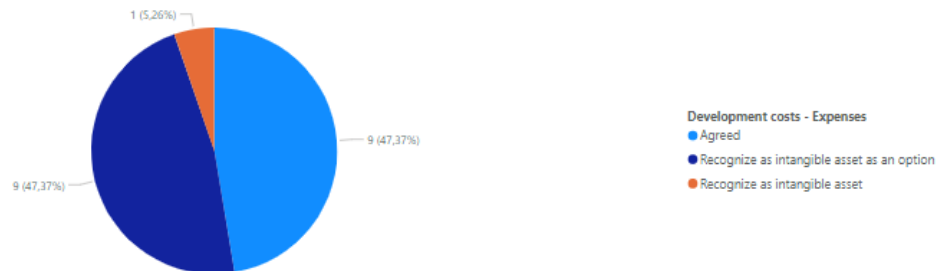 1 (5,26%)
9 (47,37%)
9 (47,37%)
Development costs - Expenses
Agreed
Recognize as intangible asset as an option
Recognize as intangible asset